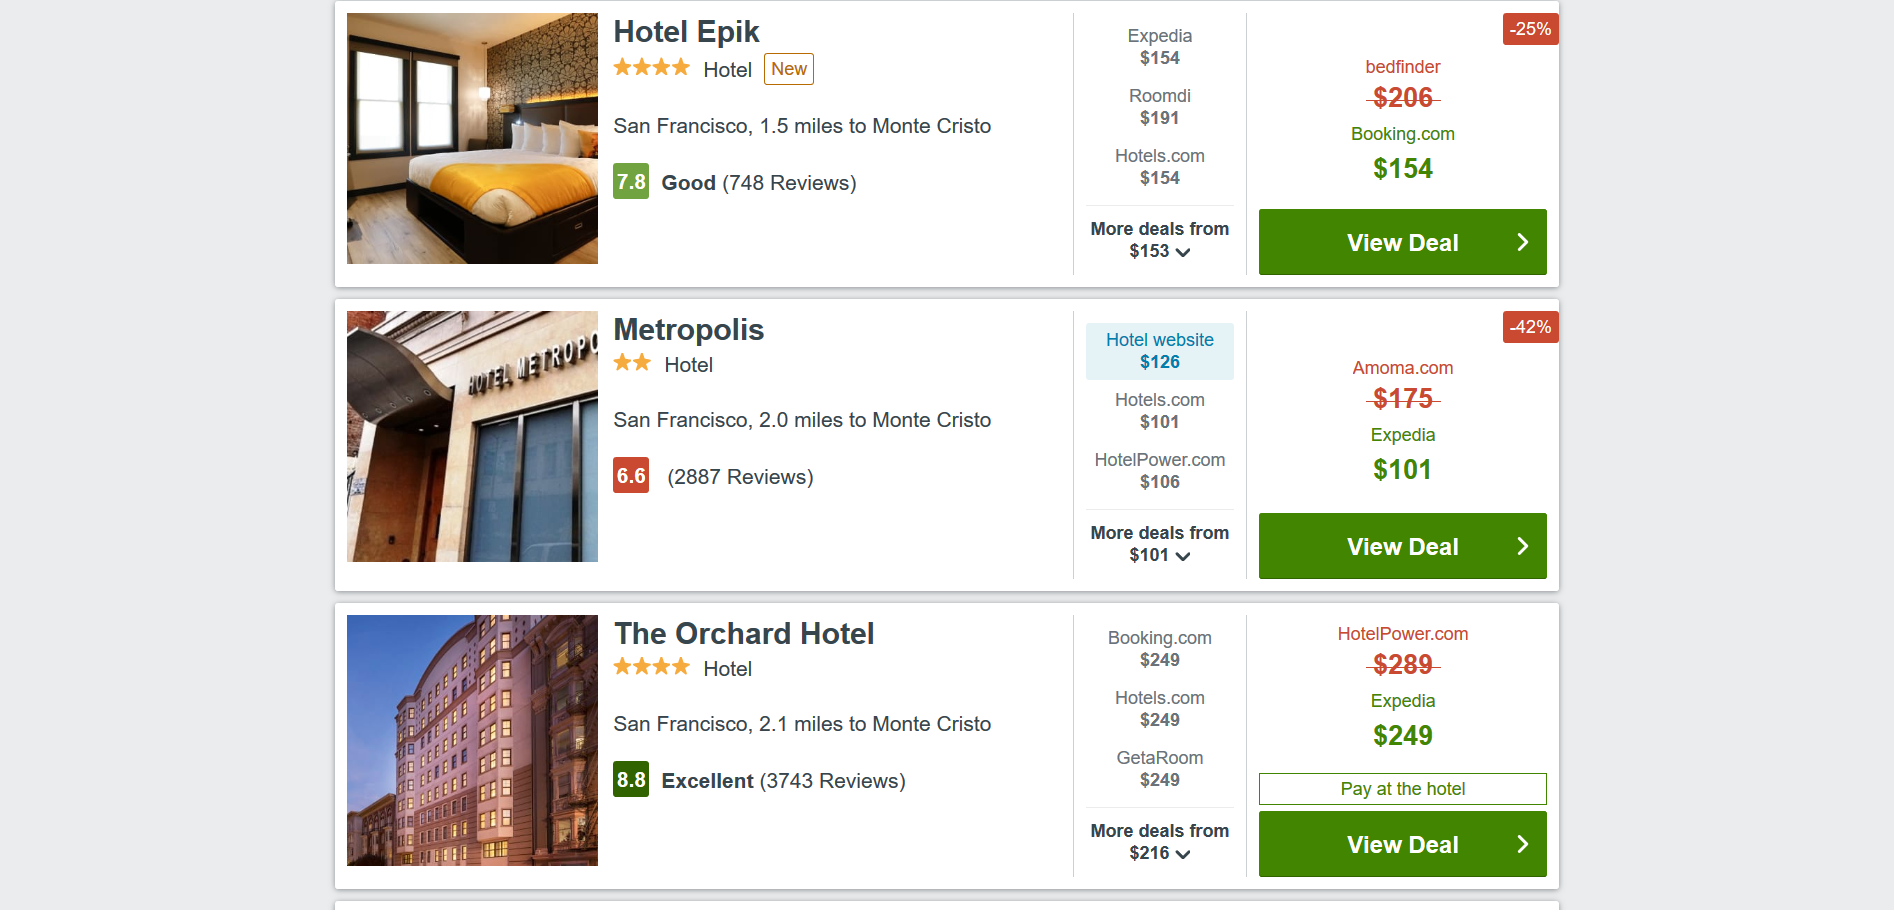 Hotel Epik
Hotel New
San Francisco, 1.5 miles to Monte Cristo
7.8 Good (748 Reviews)
Expedia
$154
Roomdi
$191
Hotels.com
$154
More deals from
$153
-25%
bedfinder
$206
Booking.com
$154
View Deal
HOTEL METROPO
Metropolis
Hotel
San Francisco, 2.0 miles to Monte Cristo
6.6 (2887 Reviews)
Hotel website
$126
Hotels.com
$101
HotelPower.com
$106
More deals from
$101
-42%
Amoma.com
$175
Expedia
$101
View Deal
The Orchard Hotel
Hotel
San Francisco, 2.1 miles to Monte Cristo
8.8 Excellent (3743 Reviews)
Booking.com
$249
Hotels.com
$249
GetaRoom
$249
More deals from
$216
HotelPower.com
$289
Expedia
$249
Pay at the hotel
View Deal